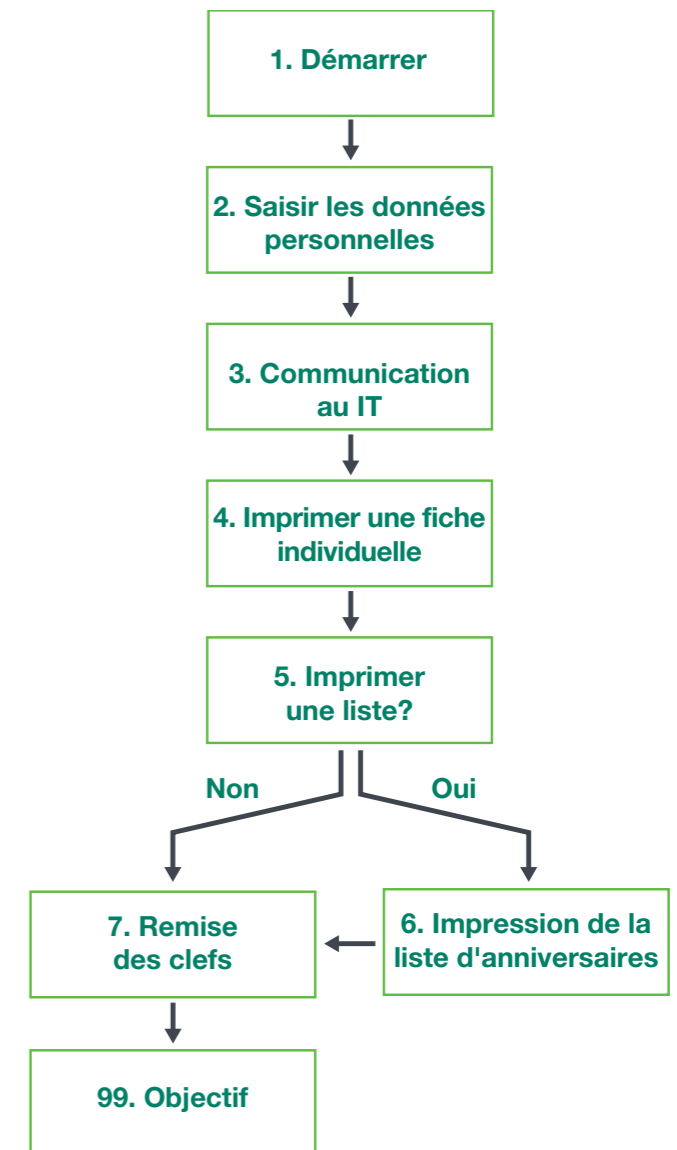 1. Démarrer
2. Saisir les données
personnelles
3. Communication
au IT
4. Imprimer une fiche
individuelle
5. Imprimer
une liste?
Non
Oui
7. Remise
des clefs
6. Impression de la
liste d'anniversaires
99. Objectif